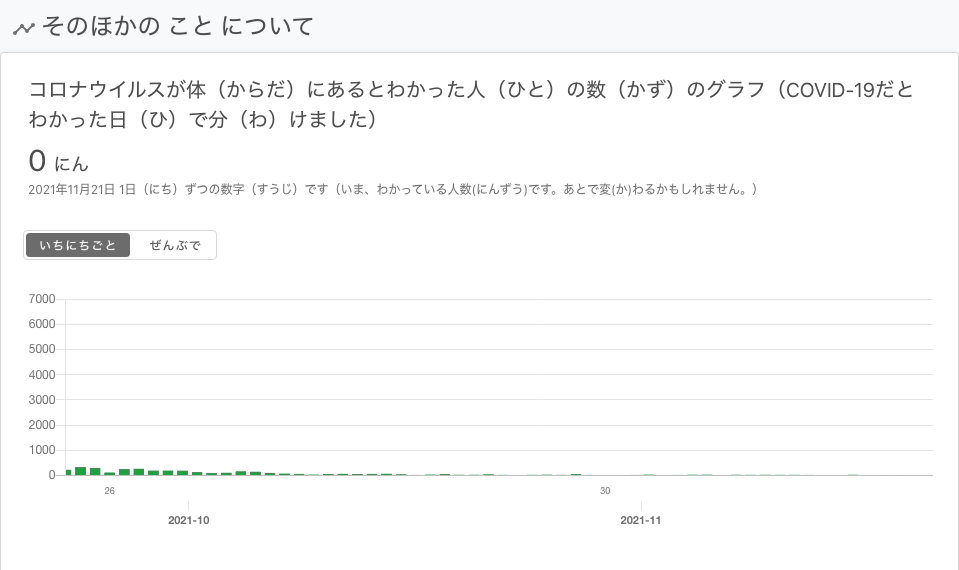 そのほかの こと について
コロナウイルスが体（からだ）にあるとわかった人（ひと）の数（かず）のグラフ（COVID-19だと
わかった日（ひ）で分（わ）けました）
0 にん
2021年11月21日 1日（にち）ずつの数字（すうじ）です（いま、わかっている人数(にんずう)です。あとで変(か)わるかもしれません。）
いちにちごと ぜんぶで
7000
6000
5000
4000
3000
2000
1000
0
26 30
2021-10 2021-11